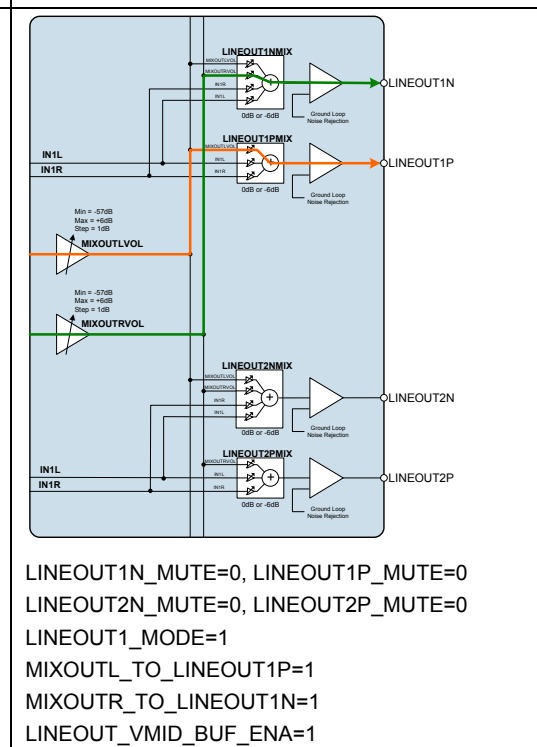 LINEOUT1NMIX
MIXOUTLVOL
MIXOUTRVOL
IN1R
IN1L
0dB or -6dB
LINEOUT1N
Ground Loop
Noise Rejection
LINEOUT1PMIX
MIXOUTLVOL
IN1L
IN1R
0dB or -6dB
LINEOUT1P
Ground Loop
Noise Rejection
IN1L
IN1R
Min = -57dB
Max = +6dB
Step = 1dB
MIXOUTLVOL
Min = -57dB
Max = +6dB
Step = 1dB
MIXOUTRVOL
LINEOUT2NMIX
MIXOUTLVOL
MIXOUTRVOL
IN1R
IN1L
0dB or -6dB
LINEOUT2N
Ground Loop
Noise Rejection
LINEOUT2PMIX
MIXOUTRVOL
IN1L
IN1R
0dB or -6dB
LINEOUT2P
Ground Loop
Noise Rejection
IN1L
IN1R
LINEOUT1N_MUTE=0, LINEOUT1P_MUTE=0
LINEOUT2N_MUTE=0, LINEOUT2P_MUTE=0
LINEOUT1_MODE=1
MIXOUTL_TO_LINEOUT1P=1
MIXOUTR_TO_LINEOUT1N=1
LINEOUT_VMID_BUF_ENA=1